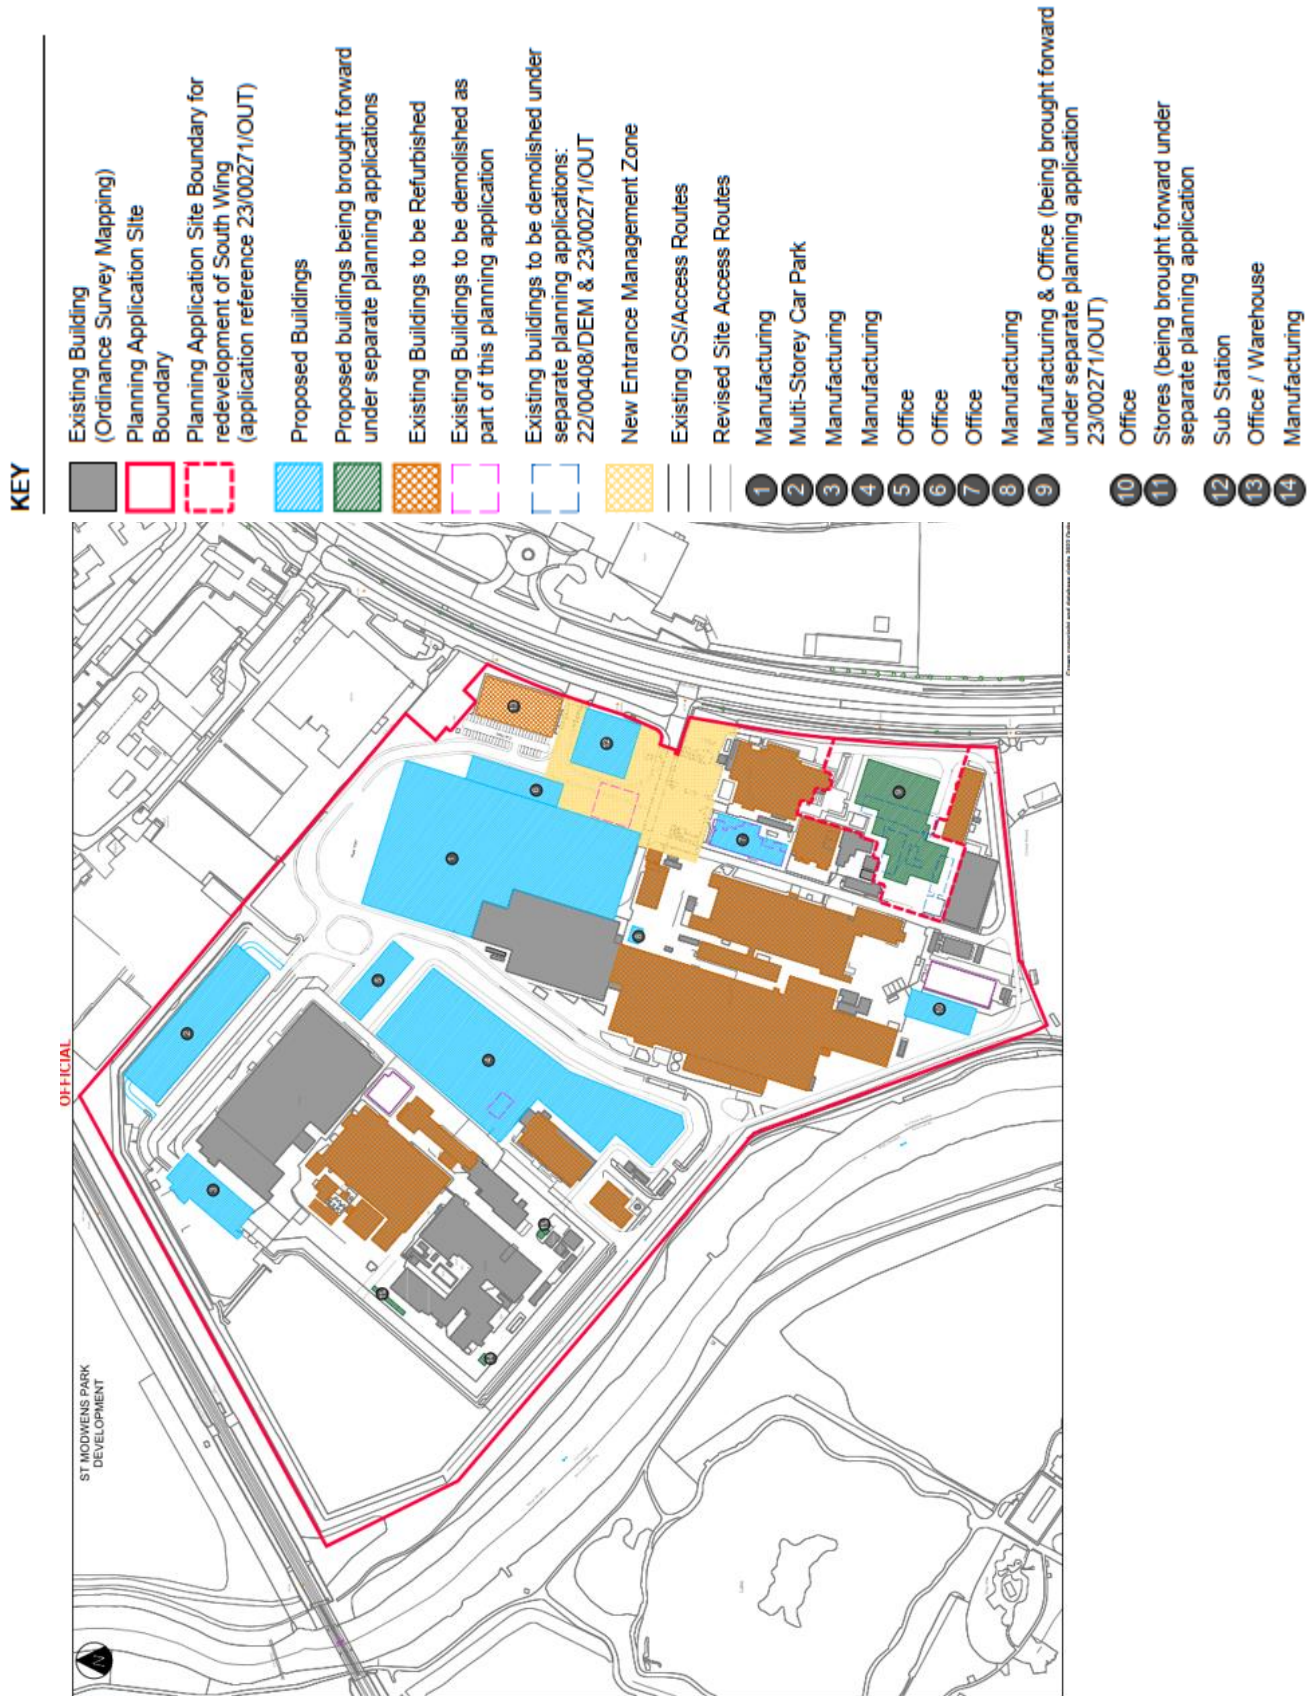 KEY
Existing Building
(Ordinance Survey Mapping)
Planning Application SIte
Boundary
Planning Application Site Boundary for
redevelopment of South Wing
(application reference 23/00271/OUT)
Proposed Buildings
Proposed buildings being brought forward
under separate planning applications
Existing Buildings to be Refurbished
Existing Buildings to be demolished as
part of this planning application
Existing buildings to be demolished under
separate planning applications:
22/00408/DEM & 23/00271/OUT
New Entrance Management Zone
Existing OS/Access Routes
Revised Site Access Routes
1 Manufacturing
2 Multi-Storey Car Park
3 Manufacturing
4 Manufacturing
5 Office
6 Office
7 Office
8 Manufacturing
9 Manufacturing & Office (being brought forward
under separate planning application
23/00271/OUT)
10 Office
11 Stores (being brought forward under
separate planning application
12 Sub Station
13 Office / Warehouse
14 Manufacturing
OFFICIAL
ST MODWENS PARK
DEVELOPMENT
N